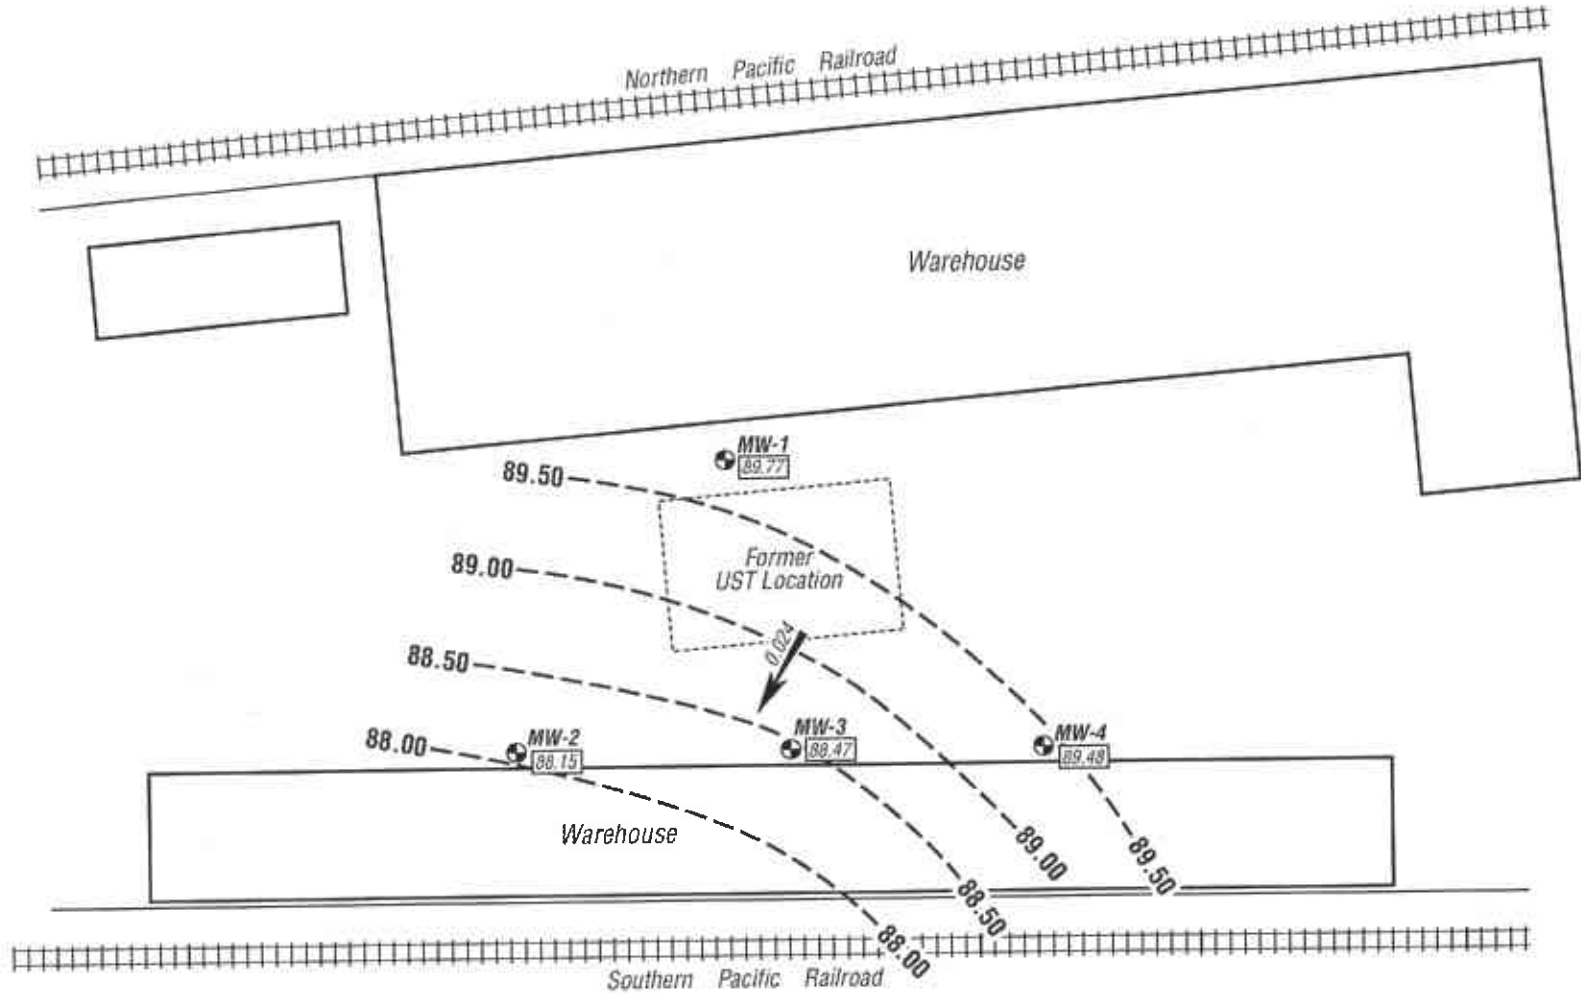 Northern Pacific Railroad
Warehouse
MW-1
89.77
89.50
Former
UST Location
89.00
0.024
88.50
MW-2
88.15
MW-3
88.47
MW-4
89.48
88.00
Warehouse
89.00
89.50
88.50
88.00
Southern Pacific Railroad